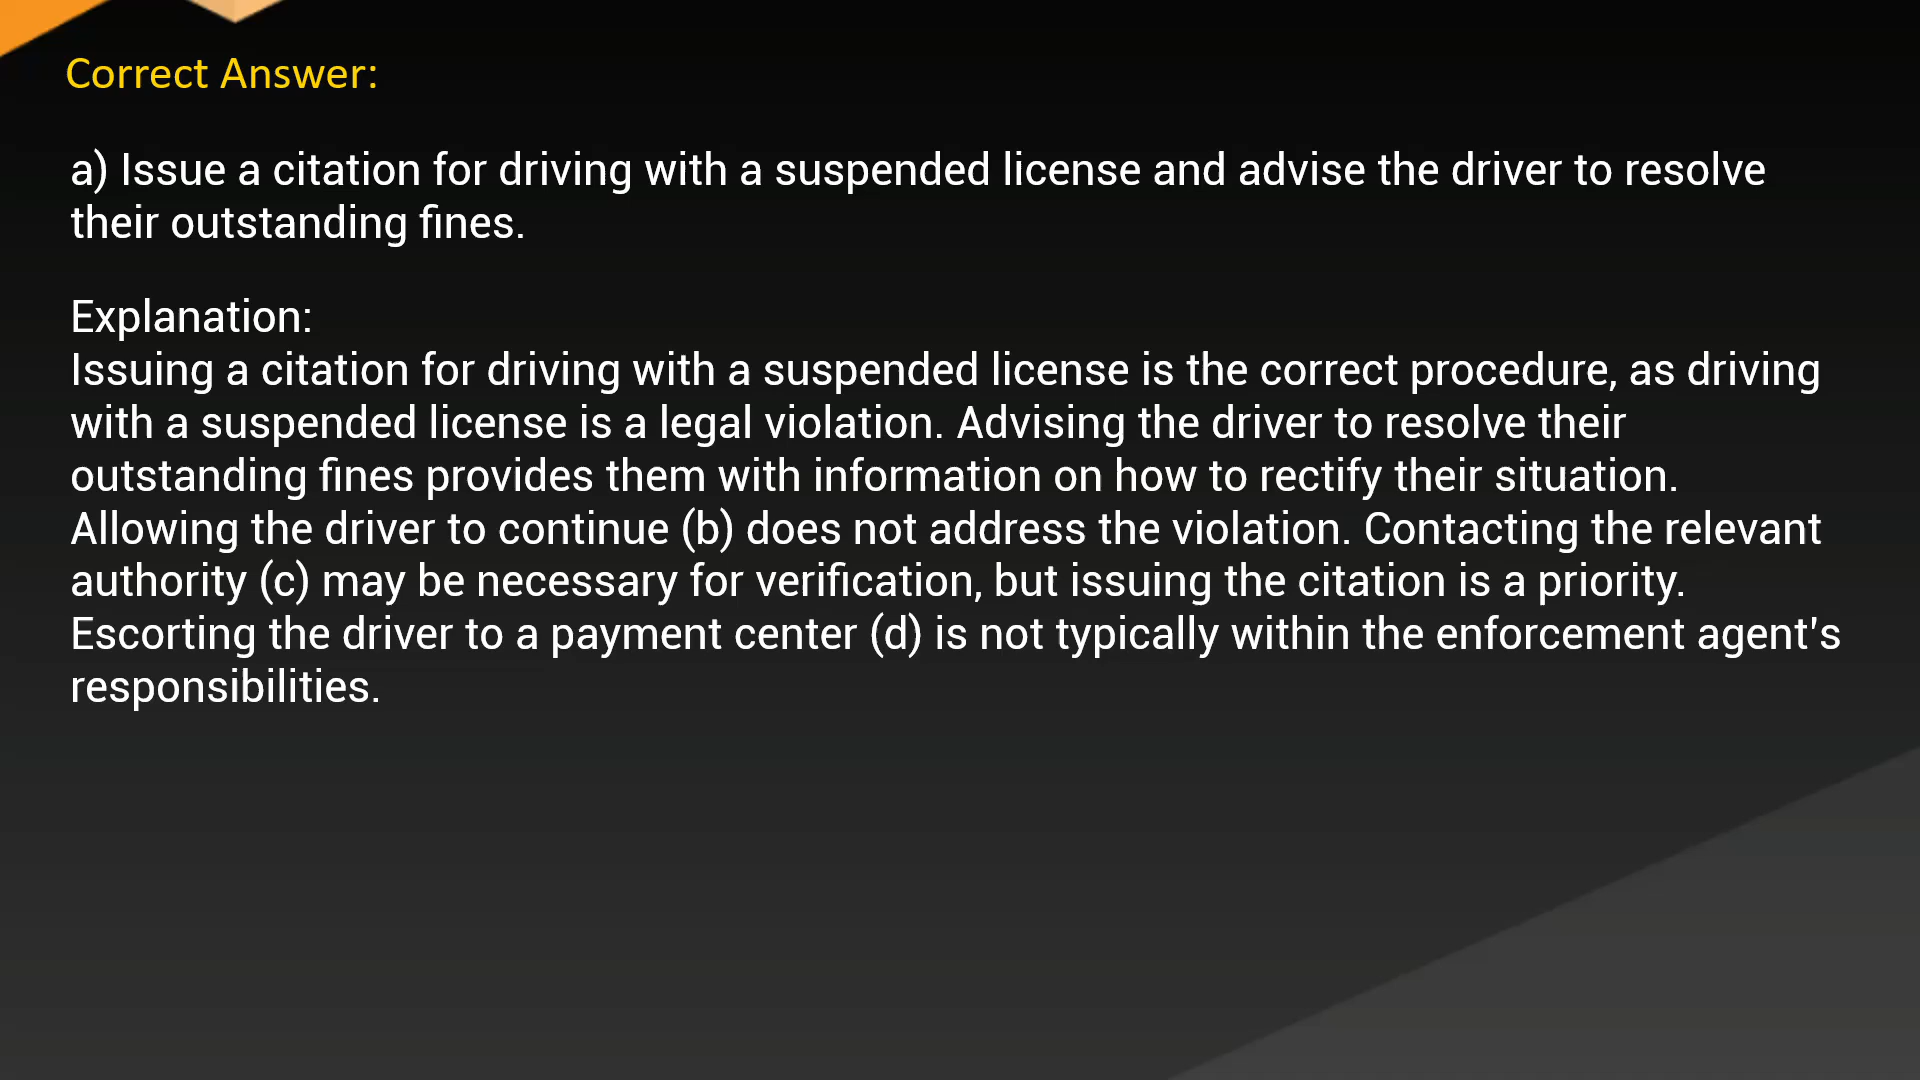 Correct Answer:
a) Issue a citation for driving with a suspended license and advise the driver to resolve
their outstanding fines.
Explanation:
Issuing a citation for driving with a suspended license is the correct procedure, as driving
with a suspended license is a legal violation. Advising the driver to resolve their
outstanding fines provides them with information on how to rectify their situation.
Allowing the driver to continue (b) does not address the violation. Contacting the relevant
authority (c) may be necessary for verification, but issuing the citation is a priority.
Escorting the driver to a payment center (d) is not typically within the enforcement agent's
responsibilities.